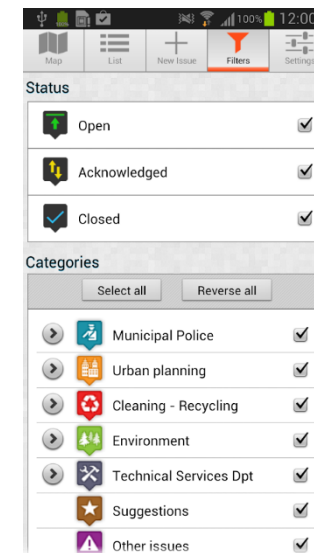 100% 12:00
Map List New Issue Filters Settings
Status
Open
Acknowledged
Closed
Categories
Select all Reverse all
Municipal Police
Urban planning
Cleaning - Recycling
Environment
Technical Services Dpt
Suggestions
Other issues